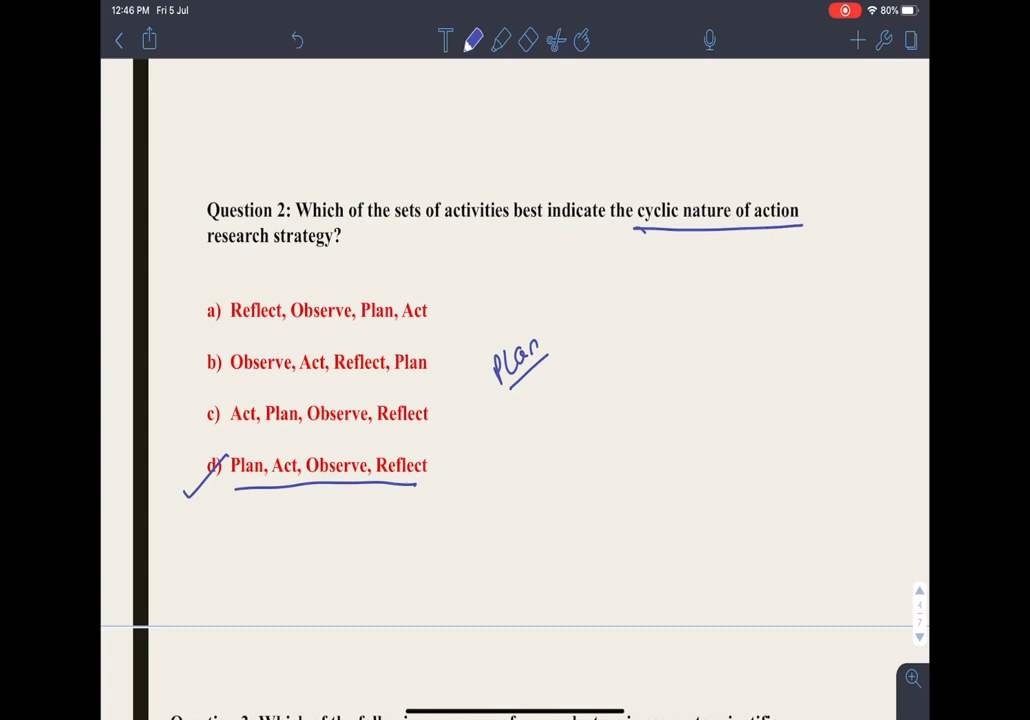 12:46 PM Fri 5 Jul
80%
T
Question 2: Which of the sets of activities best indicate the cyclic nature of action
research strategy?
a) Reflect, Observe, Plan, Act
b) Observe, Act, Reflect, Plan
Plan
c) Act, Plan, Observe, Reflect
d) Plan, Act, Observe, Reflect
4
7